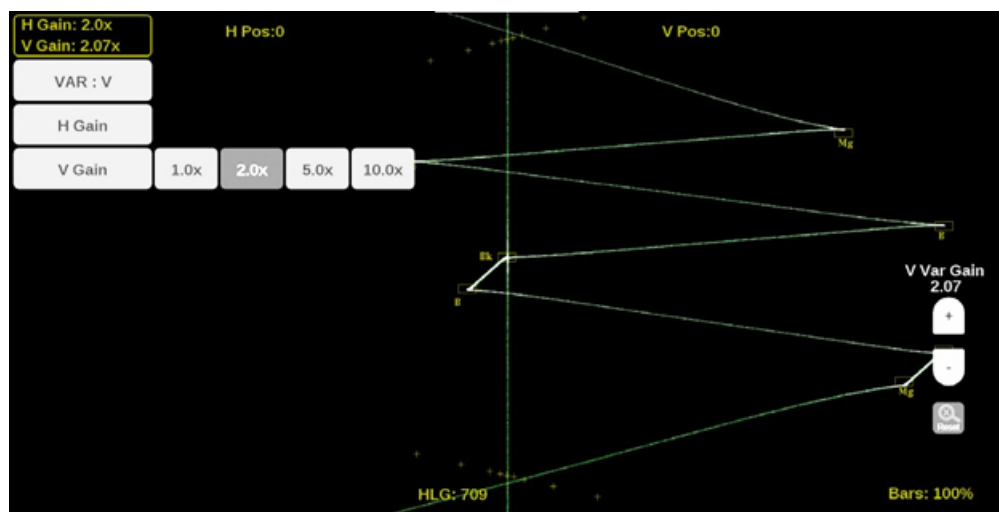 H Gain: 2.0x
V Gain: 2.07x
H Pos:0
V Pos:0
VAR : V
H Gain
V Gain
1.0x
2.0x
5.0x
10.0x
Mg
g
Bk
B
V Var Gain
2.07
+
-
Mg
Reset
HLG: 709
Bars: 100%